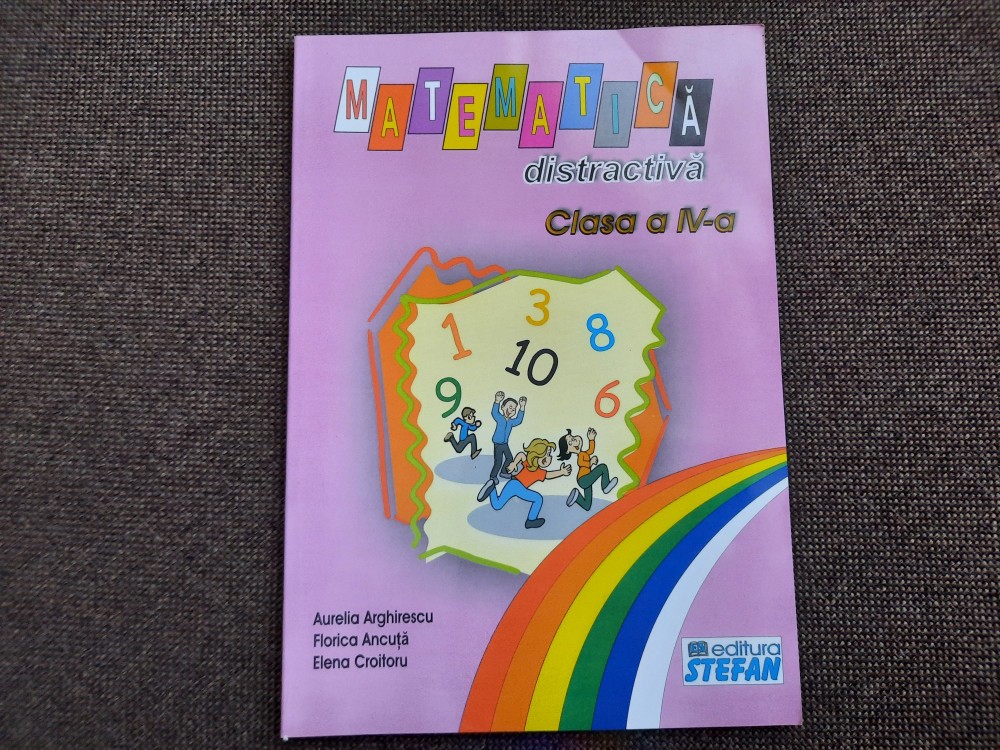 MATEMATICĂ
distractivă
Clasa a IV-a
3
1
8
10
9
6
Aurelia Arghirescu
Florica Ancuță
Elena Croitoru
editura
STEFAN